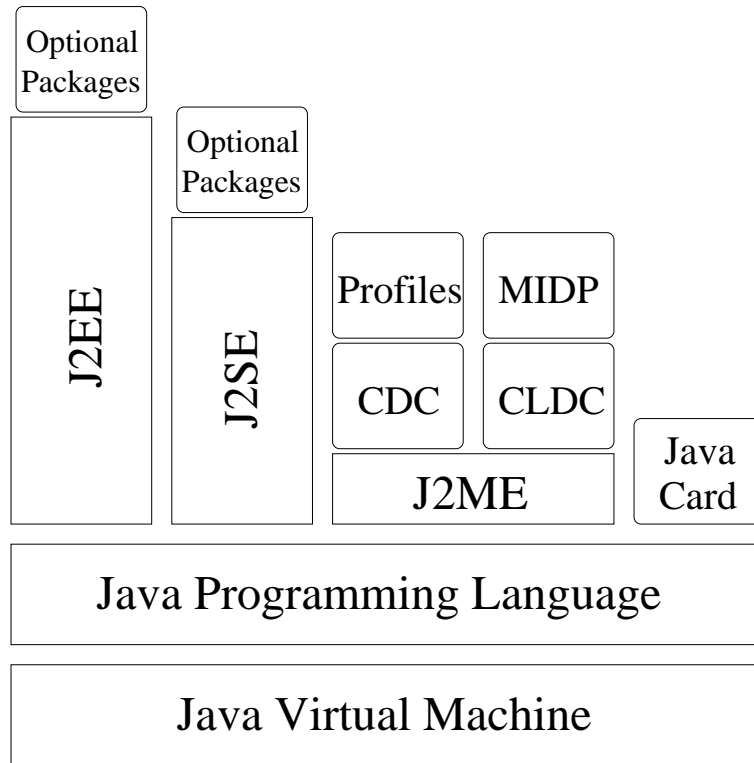 Optional
Packages
Optional
Packages
J2EE
J2SE
Profiles
MIDP
CDC
CLDC
J2ME
Java
Card
Java Programming Language
Java Virtual Machine